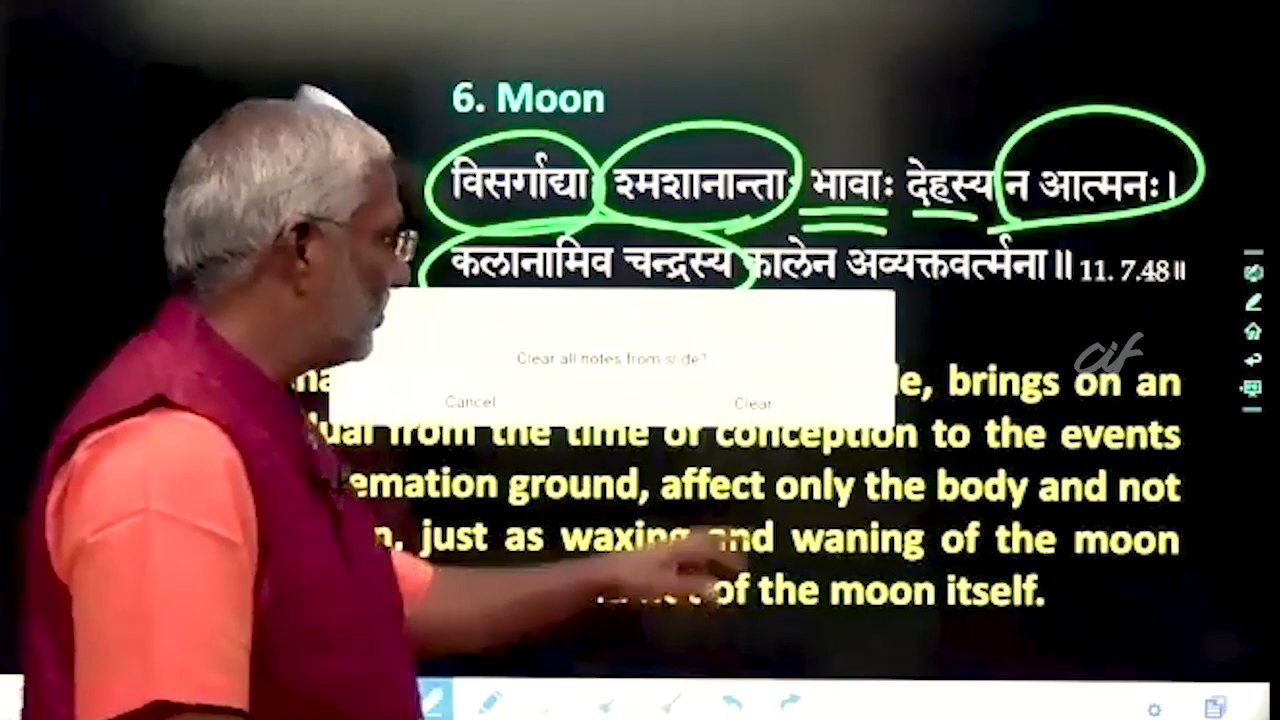 6. Moon
विसर्गाद्या श्मशानान्ताः भावाः देहस्य न आत्मनः।
कलानामिव चन्द्रस्य कालेन अव्यक्तवर्त्मना॥ 11. 7.48॥
Clear all notes from slide?
Cancel Clear
cif
brings on an
from the time of conception to the events
ground, affect only the body and not
just as waxing and waning of the moon
of the moon itself.